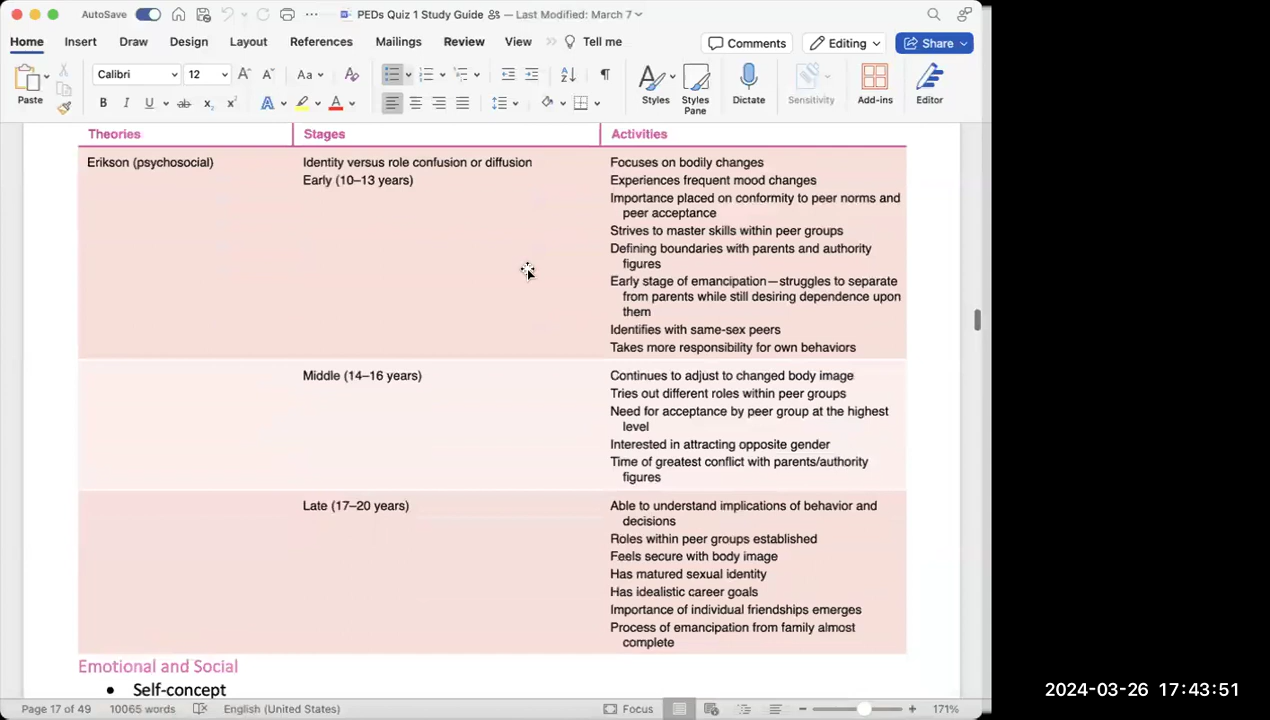 AutoSave PEDs Quiz 1 Study Guide — Last Modified: March 7
Home Insert Draw Design Layout References Mailings Review View Tell me Comments Editing Share
Calibri 12 Aa
Paste Styles Styles Pane Dictate Sensitivity Add-ins Editor
Theories Stages Activities
Erikson (psychosocial) Identity versus role confusion or diffusion Focuses on bodily changes
Early (10–13 years) Experiences frequent mood changes
Importance placed on conformity to peer norms and
peer acceptance
Strives to master skills within peer groups
Defining boundaries with parents and authority
figures
Early stage of emancipation—struggles to separate
from parents while still desiring dependence upon
them
Identifies with same-sex peers
Takes more responsibility for own behaviors
Middle (14–16 years) Continues to adjust to changed body image
Tries out different roles within peer groups
Need for acceptance by peer group at the highest
level
Interested in attracting opposite gender
Time of greatest conflict with parents/authority
figures
Late (17–20 years) Able to understand implications of behavior and
decisions
Roles within peer groups established
Feels secure with body image
Has matured sexual identity
Has idealistic career goals
Importance of individual friendships emerges
Process of emancipation from family almost
complete
Emotional and Social
• Self-concept
Page 17 of 49 10065 words English (United States) Focus 171%
2024-03-26 17:43:51